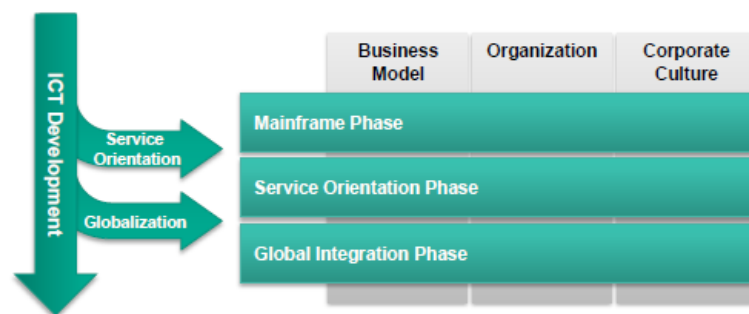 Business
Model
Organization
Corporate
Culture
ICT Development
Service
Orientation
Globalization
Mainframe Phase
Service Orientation Phase
Global Integration Phase